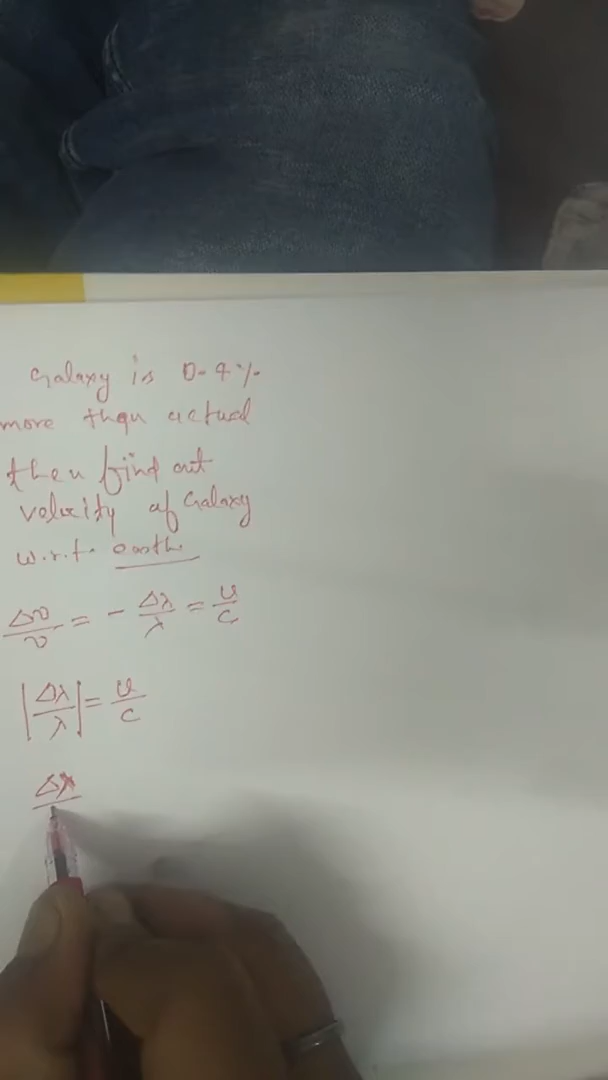 Galaxy is 0.4%
more than actual
then find out
velocity of Galaxy
w.r.t. earth.
Δν/ν = - Δλ/λ = v/c
|Δλ/λ| = v/c
Δλ